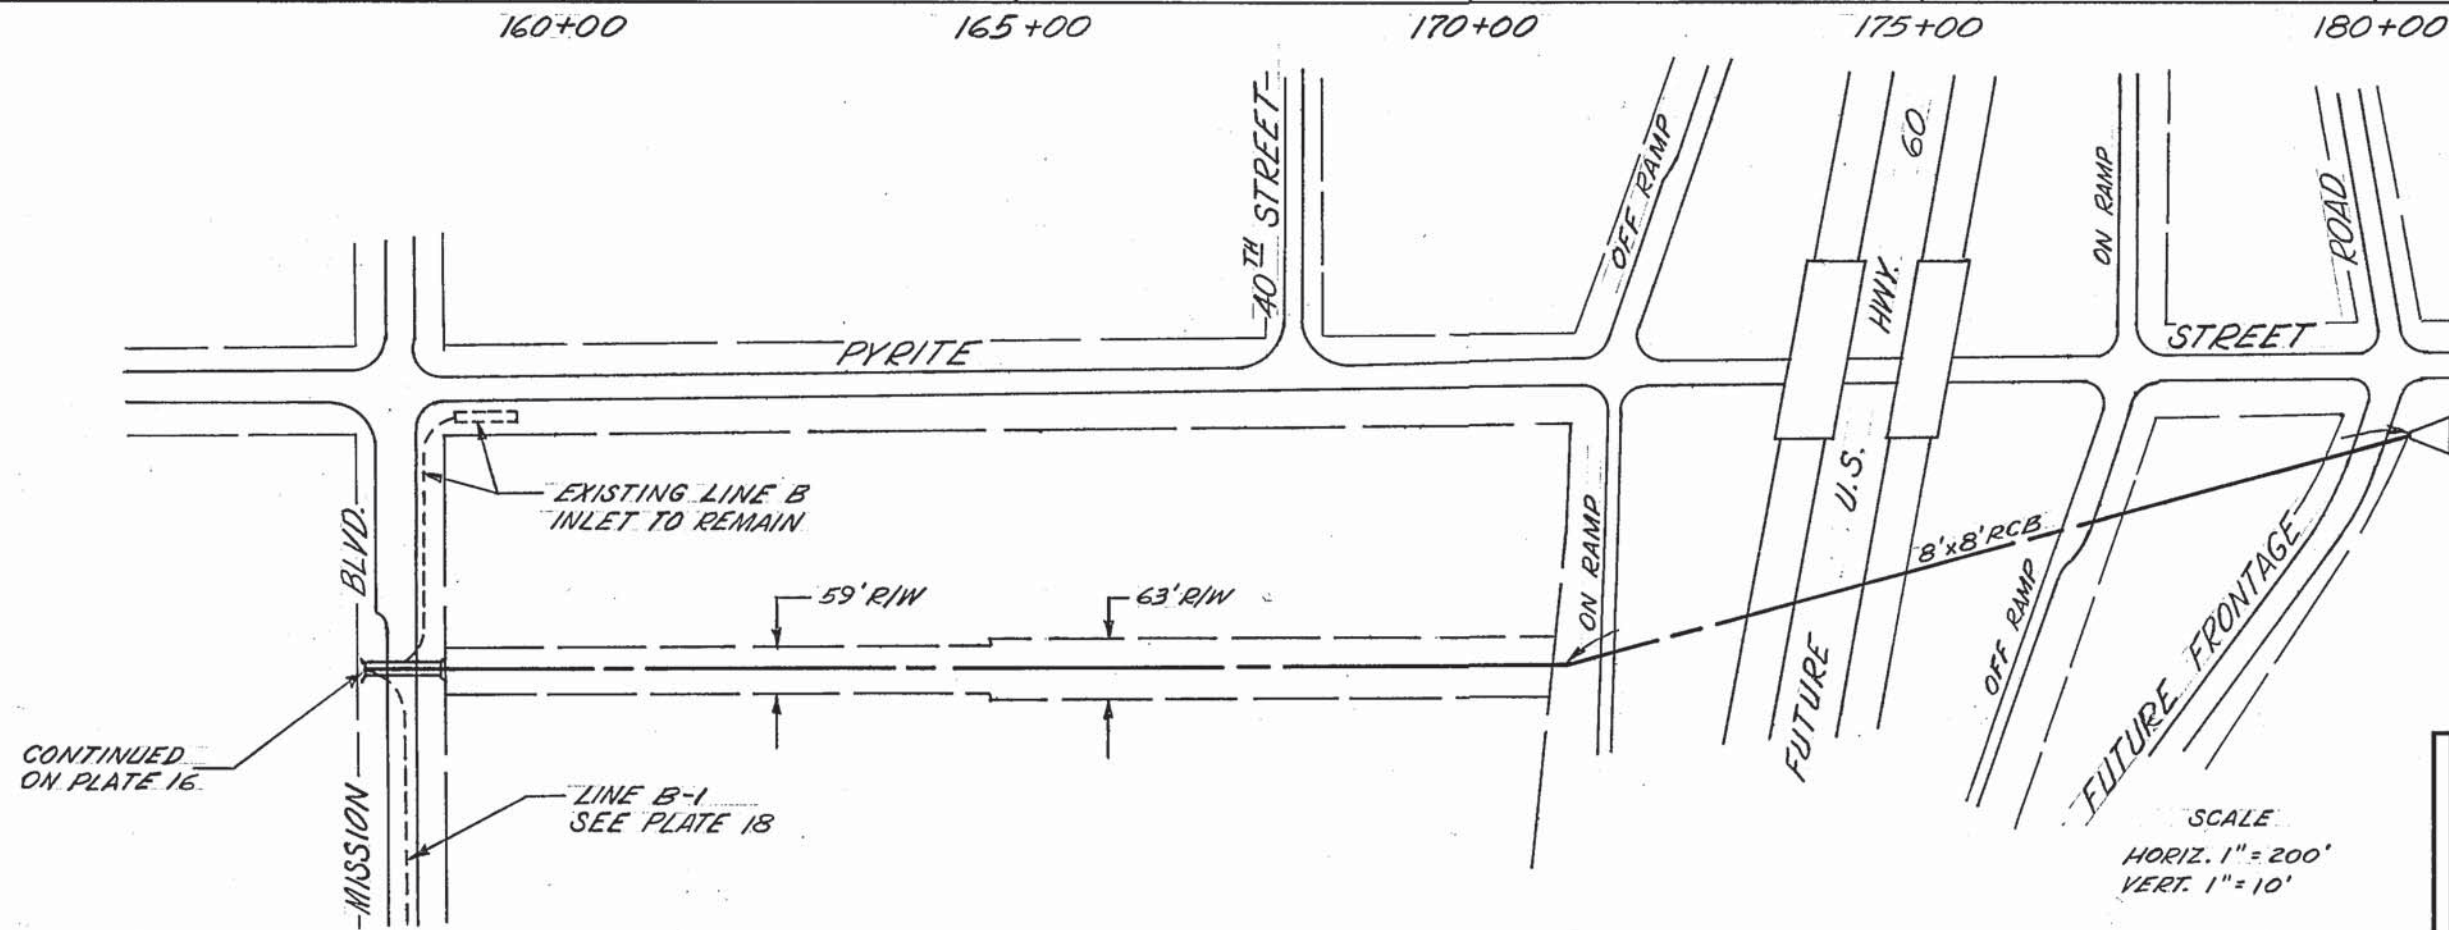 160+00
165+00
170+00
175+00
180+00
40TH STREET
OFF RAMP
60
HWY.
U.S.
FUTURE
ON RAMP
ROAD
PYRITE
STREET
EXISTING LINE B
INLET TO REMAIN
BLVD.
MISSION
59' R/W
63' R/W
ON RAMP
8'x8' RCB
OFF RAMP
FUTURE FRONTAGE
CONTINUED
ON PLATE 16
LINE B-1
SEE PLATE 18
SCALE
HORIZ. 1" = 200'
VERT. 1" = 10'